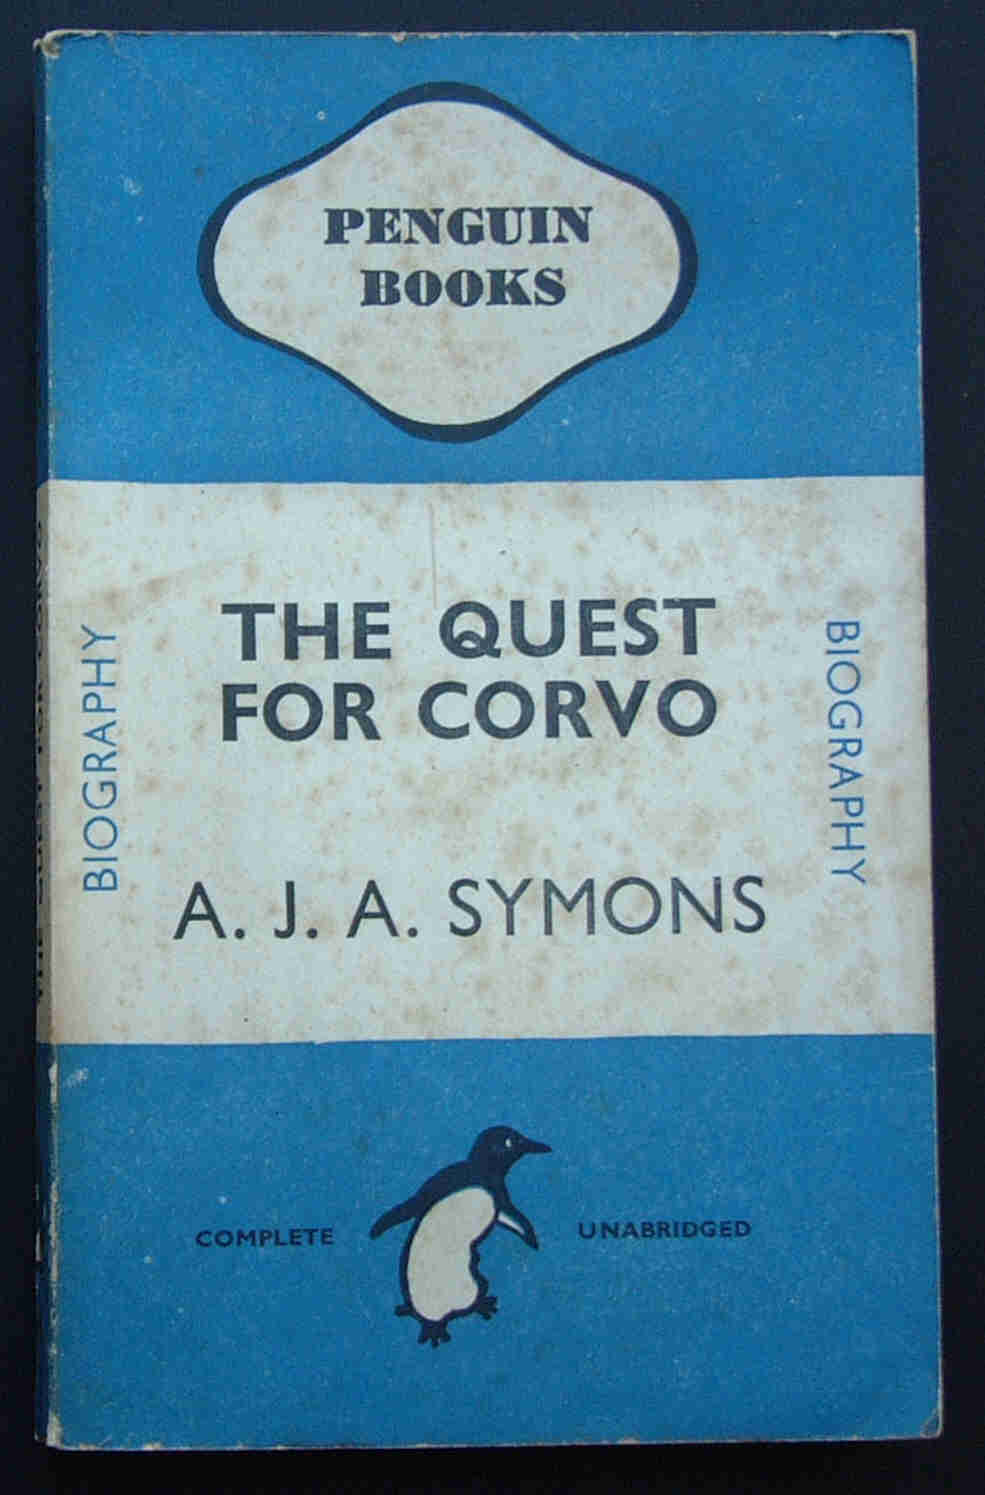 PENGUIN
BOOKS
THE QUEST
FOR CORVO
BIOGRAPHY
BIOGRAPHY
A. J. A. SYMONS
COMPLETE
UNABRIDGED